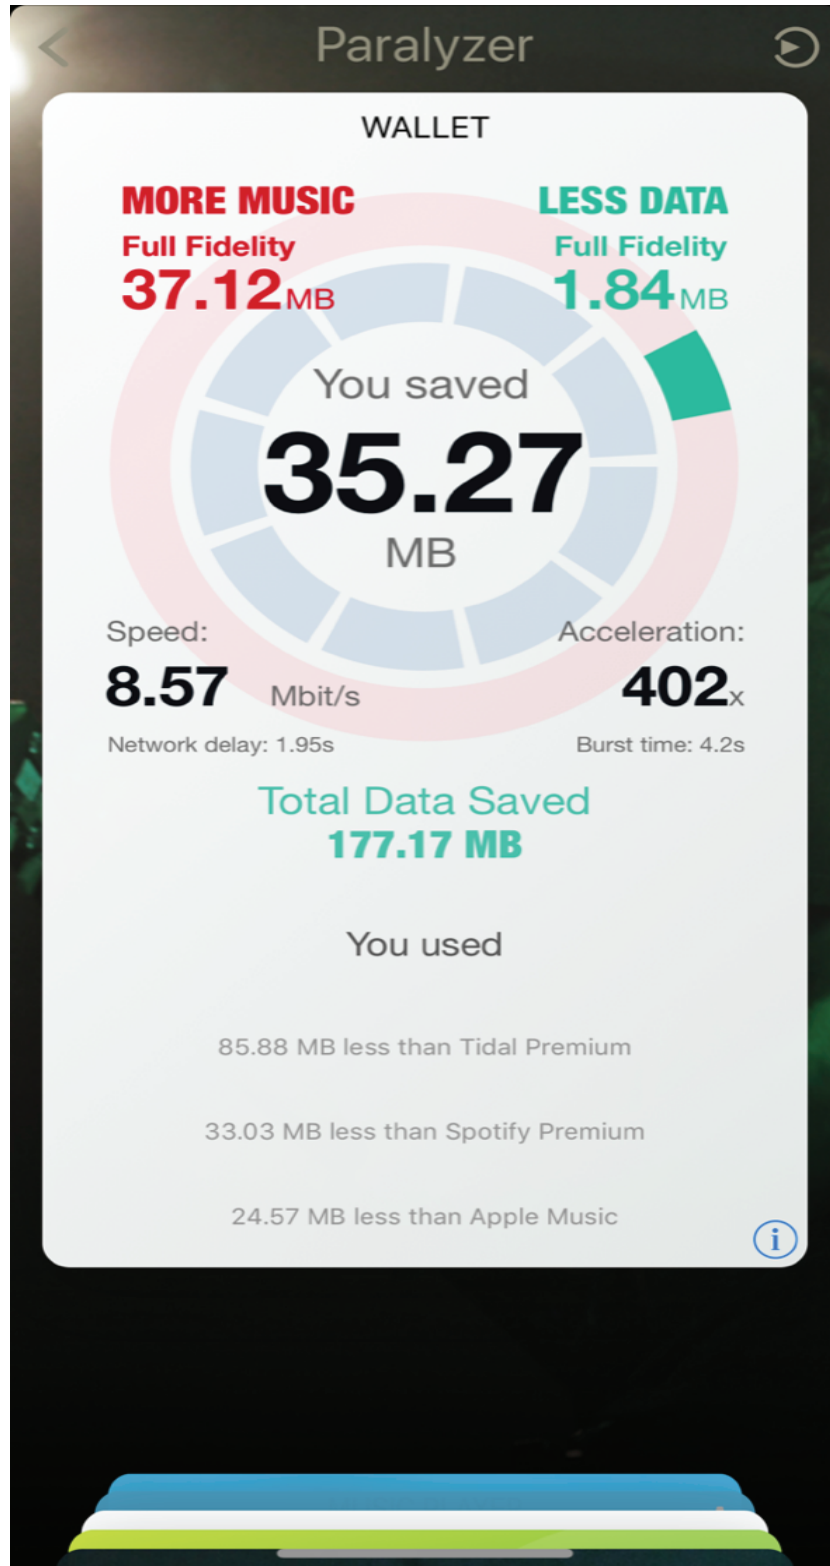 Paralyzer
WALLET
MORE MUSIC
Full Fidelity
37.12MB
LESS DATA
Full Fidelity
1.84MB
You saved
35.27
MB
Speed:
8.57 Mbit/s
Network delay: 1.95s
Acceleration:
402x
Burst time: 4.2s
Total Data Saved
177.17 MB
You used
85.88 MB less than Tidal Premium
33.03 MB less than Spotify Premium
24.57 MB less than Apple Music
i